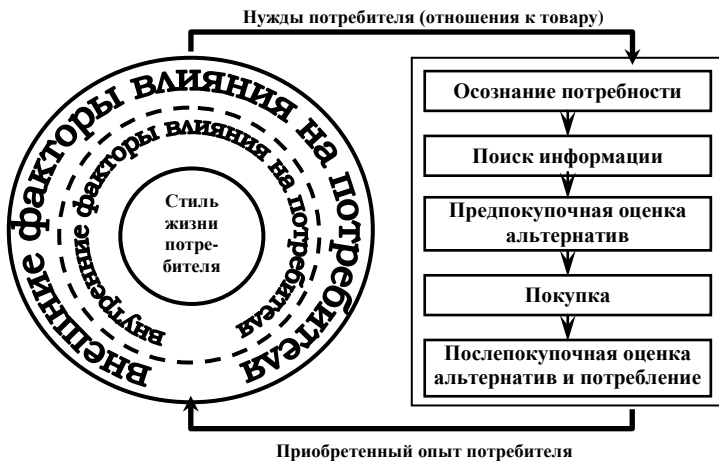 Нужды потребителя (отношения к товару)
внешние факторы влияния на потребителя
внутренние факторы влияния на потребителя
Стиль
жизни
потре-
бителя
Осознание потребности
Поиск информации
Предпокупочная оценка
альтернатив
Покупка
Послепокупочная оценка
альтернатив и потребление
Приобретенный опыт потребителя